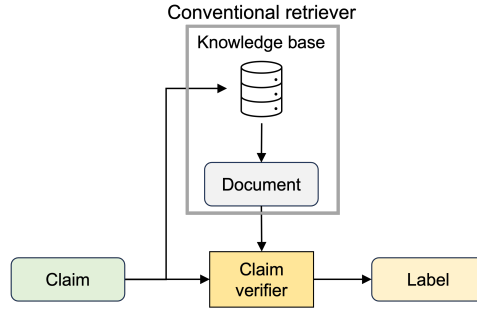 Conventional retriever
Knowledge base
Document
Claim
Claim
verifier
Label